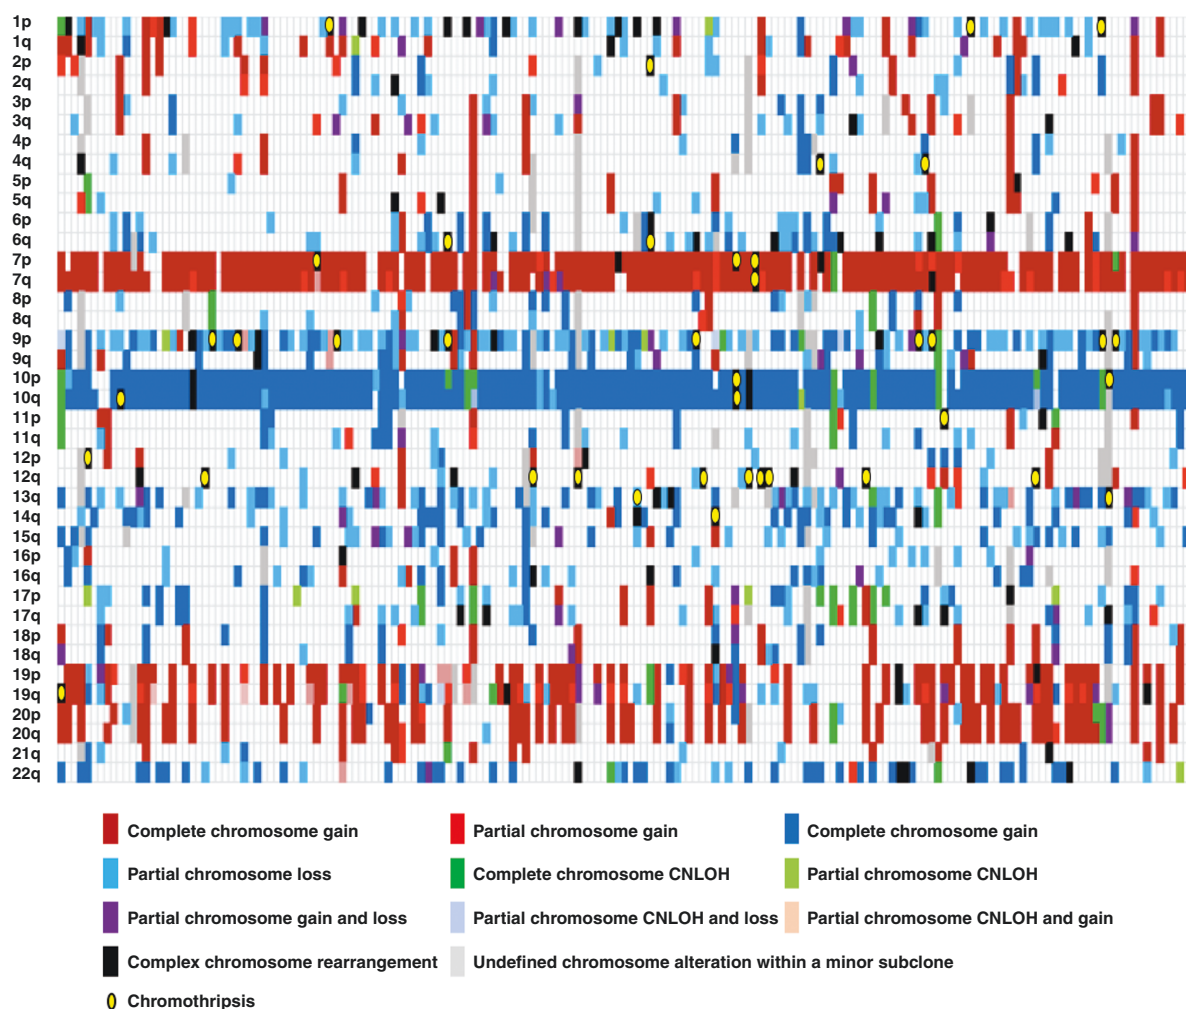 1p
1q
2p
2q
3p
3q
4p
4q
5p
5q
6p
6q
7p
7q
8p
8q
9p
9q
10p
10q
11p
11q
12p
12q
13q
14q
15q
16p
16q
17p
17q
18p
18q
19p
19q
20p
20q
21q
22q
Complete chromosome gain
Partial chromosome gain
Complete chromosome gain
Partial chromosome loss
Complete chromosome CNLOH
Partial chromosome CNLOH
Partial chromosome gain and loss
Partial chromosome CNLOH and loss
Partial chromosome CNLOH and gain
Complex chromosome rearrangement
Undefined chromosome alteration within a minor subclone
Chromothripsis